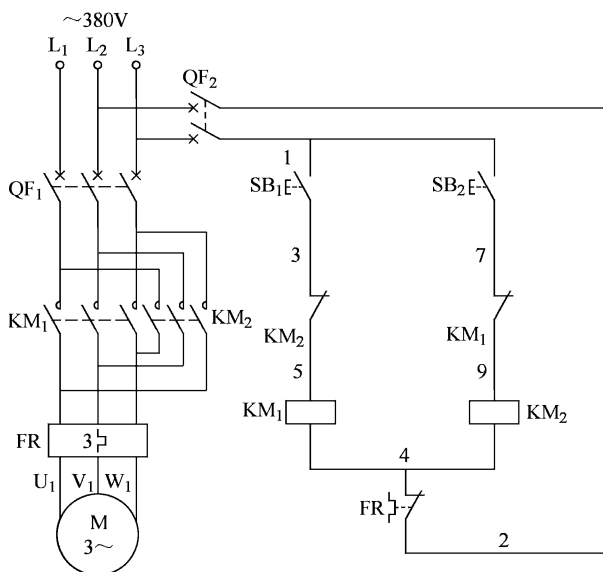 ~380V
L₁ L₂ L₃
QF₂
1
QF₁
SB₁
SB₂
3
7
KM₁
KM₂
KM₂
KM₁
5
9
KM₁
KM₂
FR
3
4
U₁ V₁ W₁
FR
M
3~
2